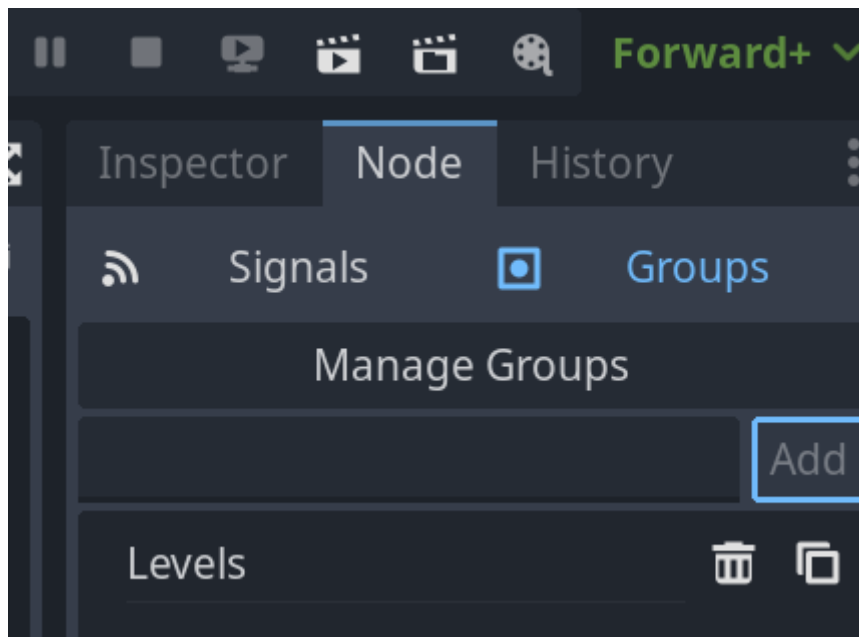 Forward+
Inspector Node History
Signals Groups
Manage Groups
Add
Levels